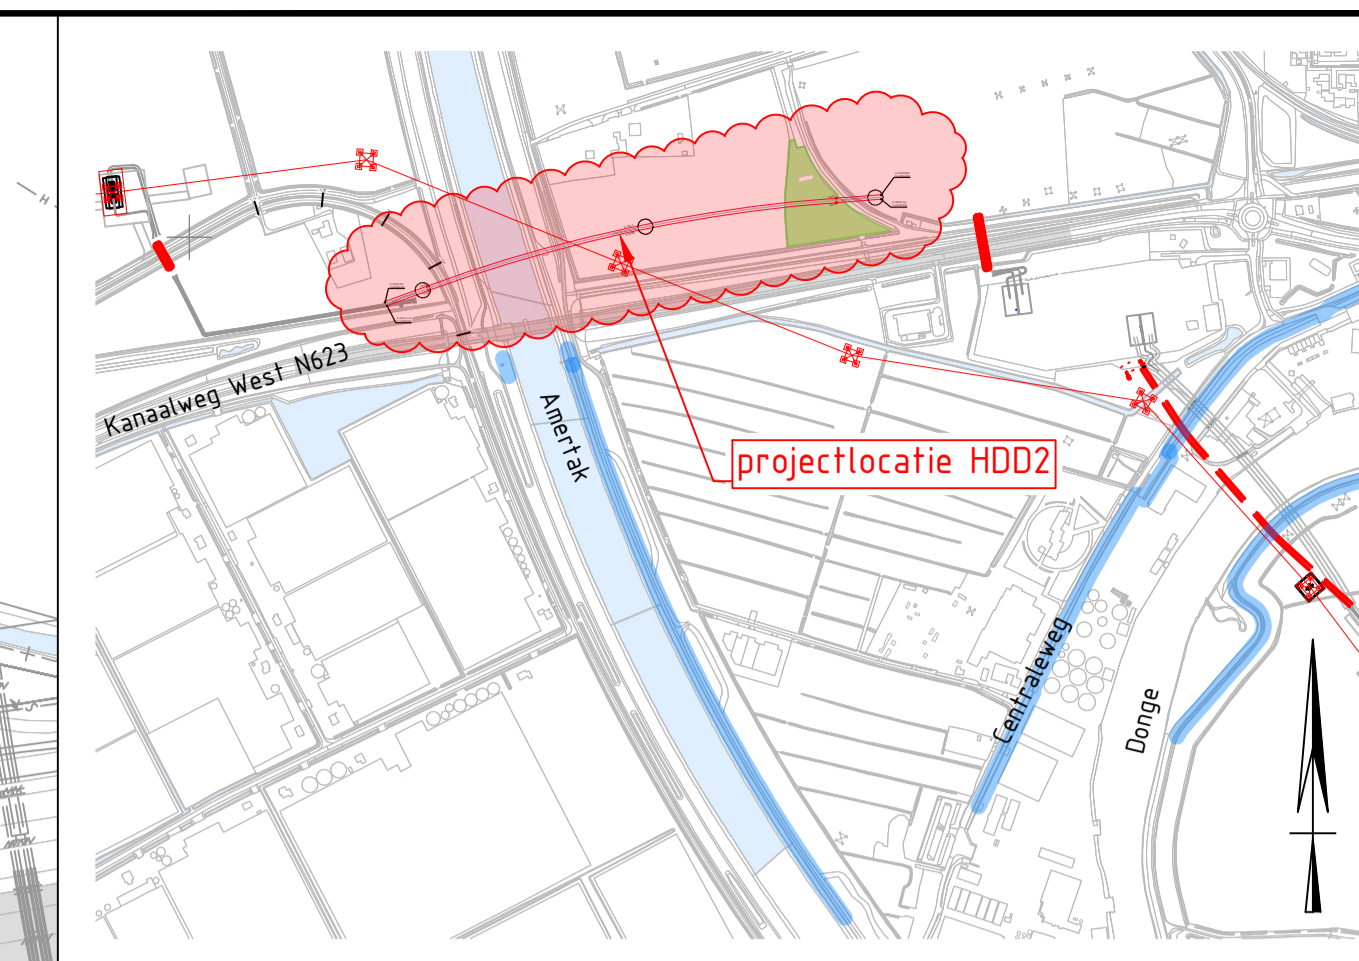 H
Kanaalweg West N623
Amertak
projectlocatie HDD2
Centraleweg
Donge